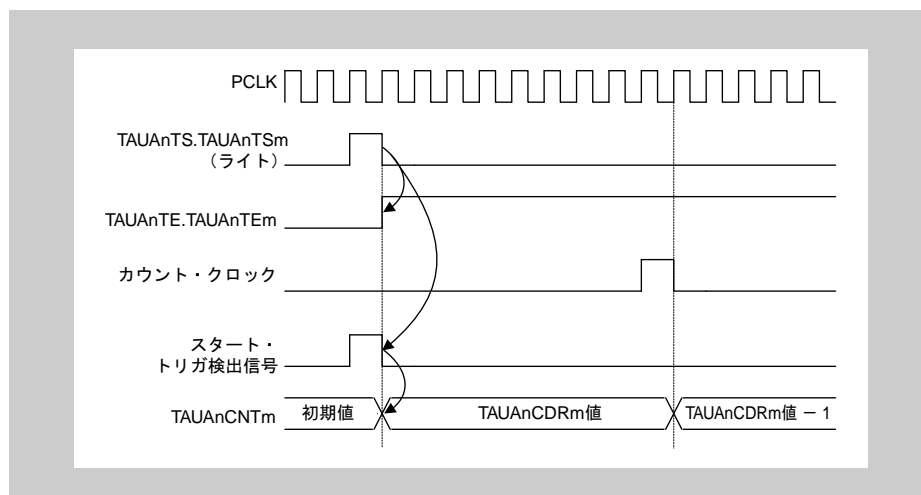 PCLK
TAUAnTS.TAUAnTSm
(ライト)
TAUAnTE.TAUAnTEm
カウント・クロック
スタート・
トリガ検出信号
TAUAnCNTm
初期値
TAUAnCDRm値
TAUAnCDRm値 － 1